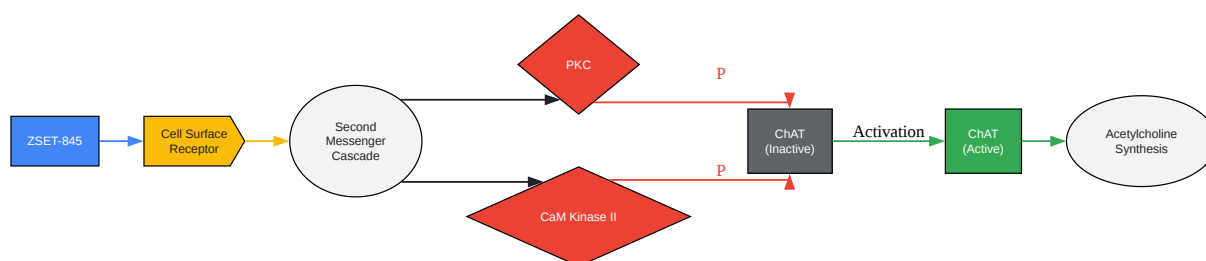 ZSET-845
Cell Surface
Receptor
Second
Messenger
Cascade
PKC
P
CaM Kinase II
P
ChAT
(Inactive)
Activation
ChAT
(Active)
Acetylcholine
Synthesis